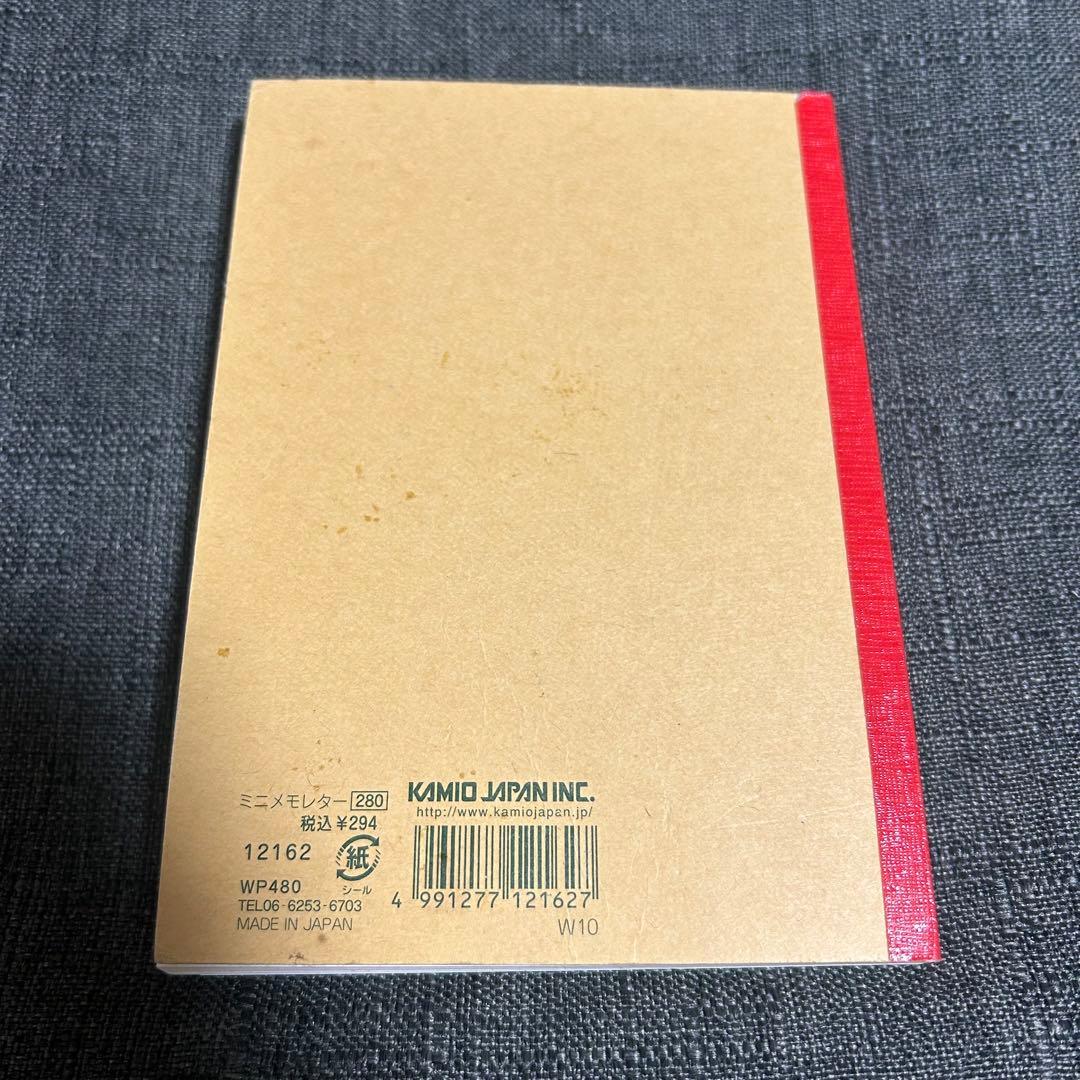 ミニメモレター 280
税込 ¥294
12162
紙
WP480 シール
TEL06-6253-6703
MADE IN JAPAN
KAMIO JAPAN INC.
http://www.kamiojapan.jp/
4 991277 121627
W10